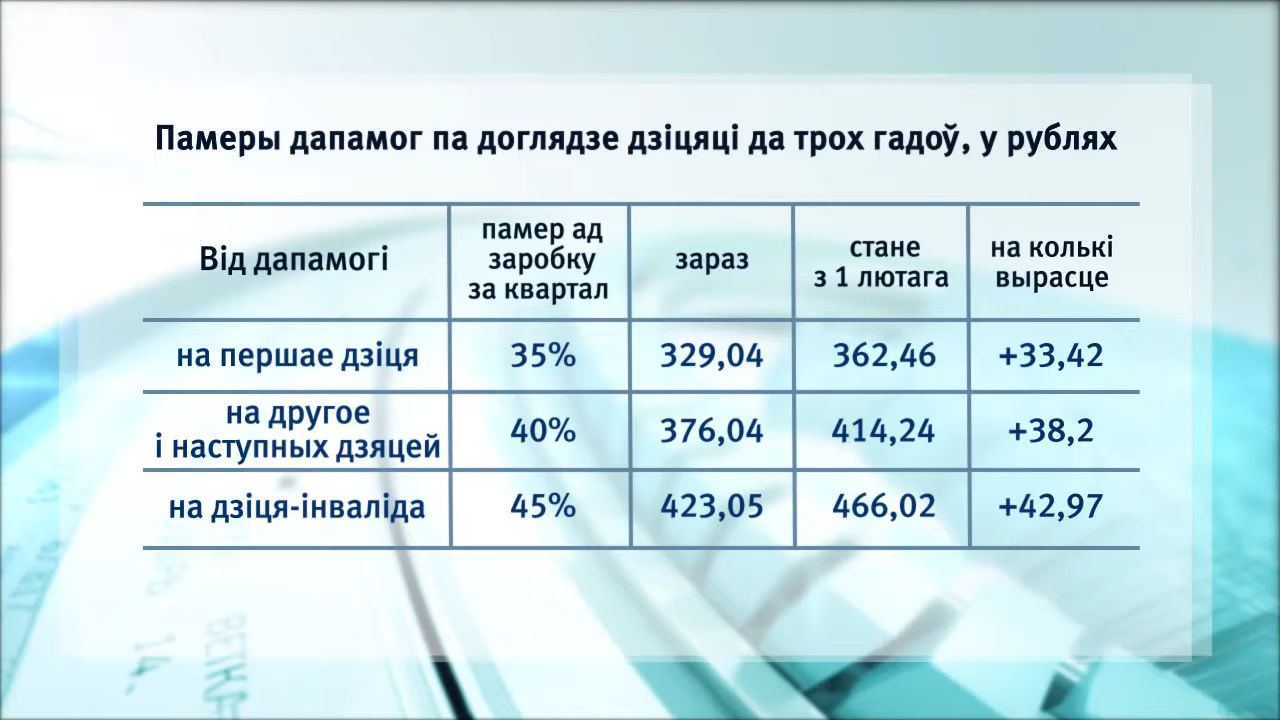 Памеры дапамог па доглядзе дзіцяці да трох гадоў, у рублях
Від дапамогі
памер ад
заробку
за квартал
зараз
стане
з 1 лютага
на колькі
вырасце
на першае дзіця
35%
329,04
362,46
+33,42
на другое
і наступных дзяцей
40%
376,04
414,24
+38,2
на дзіця-інваліда
45%
423,05
466,02
+42,97